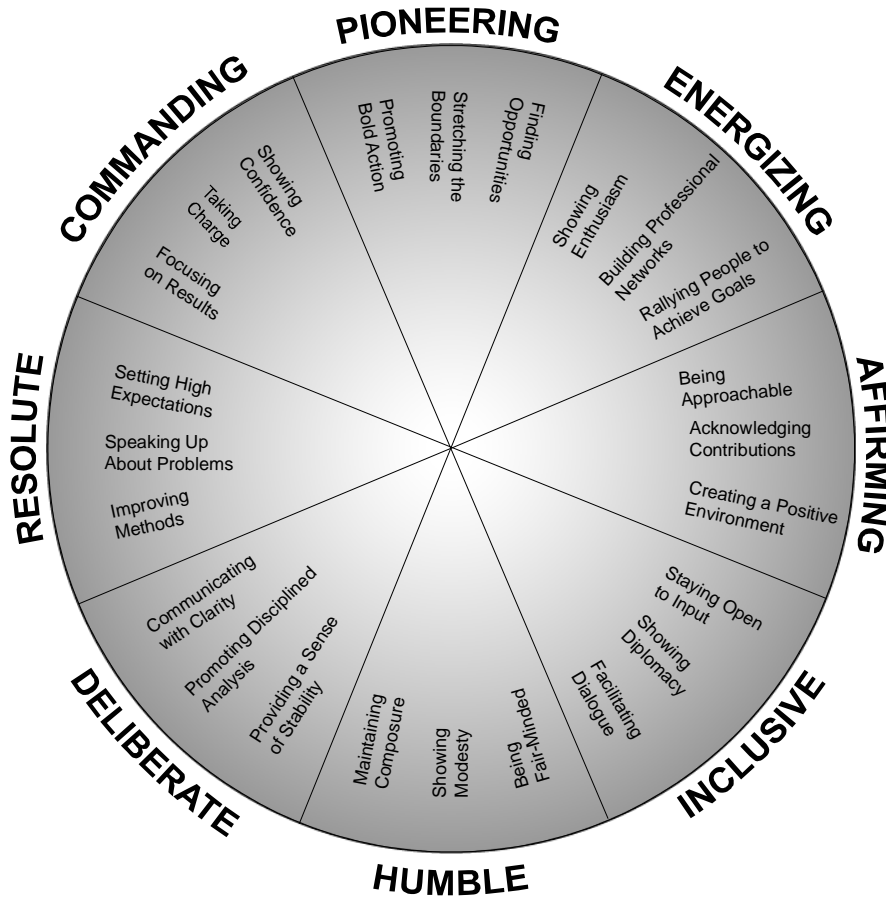 PIONEERING
Promoting
Bold Action
Stretching the
Boundaries
Finding
Opportunities
ENERGIZING
Showing
Enthusiasm
Building Professional
Networks
Rallying People to
Achieve Goals
AFFIRMING
Being
Approachable
Acknowledging
Contributions
Creating a Positive
Environment
INCLUSIVE
Staying Open
to Input
Showing
Diplomacy
Facilitating
Dialogue
HUMBLE
Being
Fair-Minded
Showing
Modesty
Maintaining
Composure
DELIBERATE
Providing a Sense
of Stability
Promoting Disciplined
Analysis
Communicating
with Clarity
RESOLUTE
Improving
Methods
Speaking Up
About Problems
Setting High
Expectations
COMMANDING
Focusing
on Results
Taking
Charge
Showing
Confidence